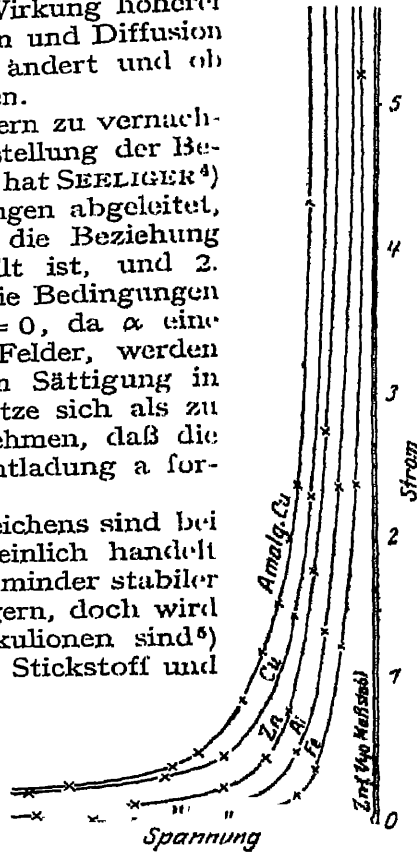 Wirkung höherer
n und Diffusion
ändert und ob
en.
ern zu vernach-
stellung der Be-
hat SEELIGER⁴)
ngen abgeleitet,
die Beziehung
lt ist, und 2.
ie Bedingungen
= 0, da α eine
Felder, werden
n Sättigung in
tze sich als zu
ehmen, daß die
ntladung a for-
eichens sind bei
einlich handelt
minder stabiler
gern, doch wird
kulionen sind⁵)
Stickstoff und
5
4
3
Strom
2
1
0
Amalg. Cu
Cu
Zn
Al
Fe
Spannung